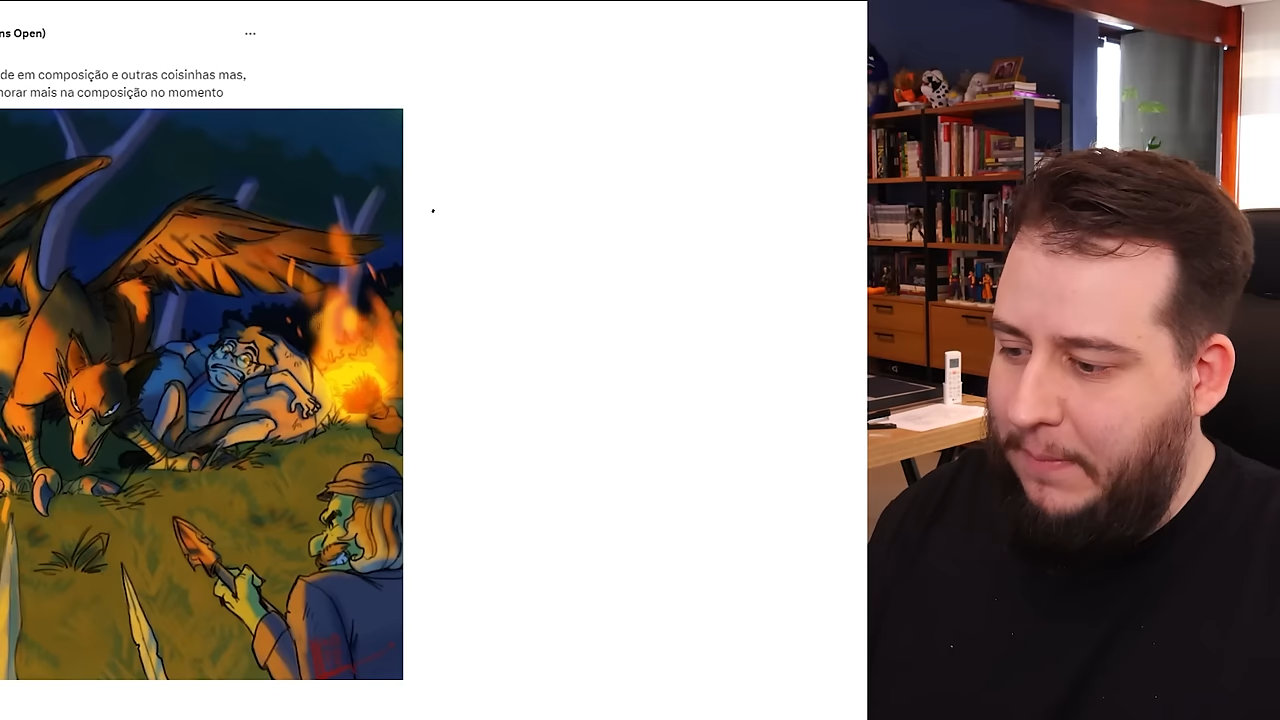 ns Open)
...
de em composição e outras coisinhas mas,
norar mais na composição no momento